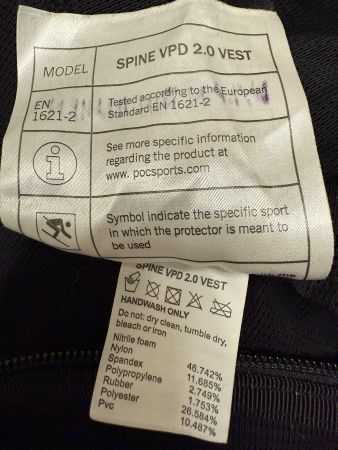 MODEL
SPINE VPD 2.0 VEST
EN
1621-2
Tested according to the European
Standard EN 1621-2
See more specific information
regarding the product at
www.pocsports.com
Symbol indicate the specific sport
in which the protector is meant to
be used
with the
SPINE VPD 2.0 VEST
HANDWASH ONLY
Do not: dry clean, tumble dry,
bleach or iron
Nitrile foam 46.742%
Nylon 11.685%
Spandex 2.749%
Polypropylene 1.753%
Rubber 26.584%
Polyester 10.487%
Pvc